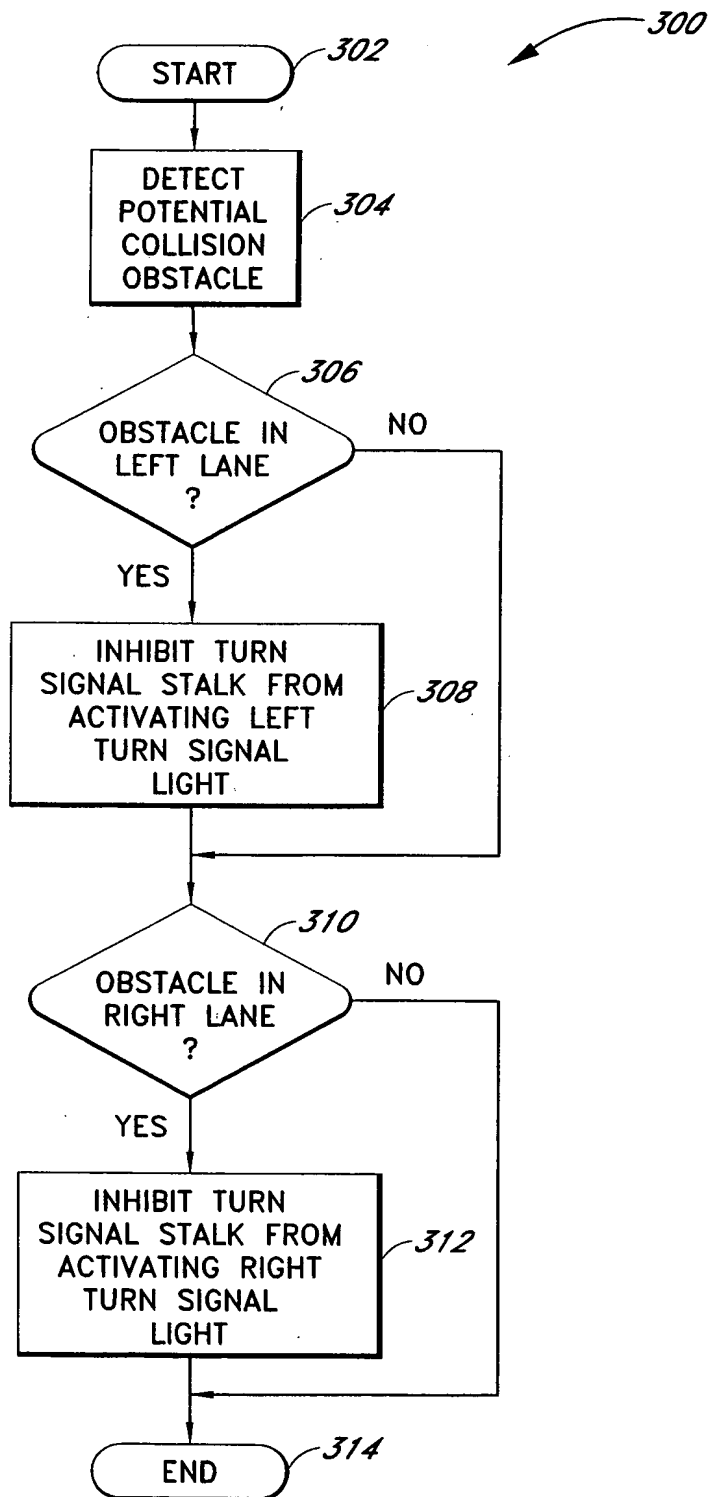 300
START
302
DETECT
POTENTIAL
COLLISION
OBSTACLE
304
306
OBSTACLE IN
LEFT LANE
?
NO
YES
INHIBIT TURN
SIGNAL STALK FROM
ACTIVATING LEFT
TURN SIGNAL
LIGHT
308
310
OBSTACLE IN
RIGHT LANE
?
NO
YES
INHIBIT TURN
SIGNAL STALK FROM
ACTIVATING RIGHT
TURN SIGNAL
LIGHT
312
END
314